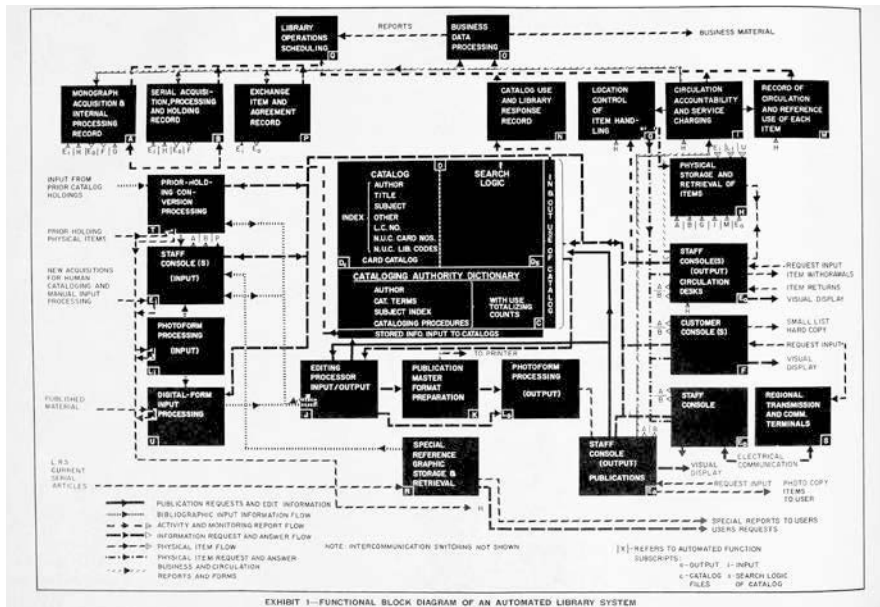 LIBRARY
OPERATIONS
SCHEDULING
Q
REPORTS
BUSINESS
DATA
PROCESSING
O
BUSINESS MATERIAL
MONOGRAPH
ACQUISITION &
INTERNAL
PROCESSING
RECORD
A
SERIAL ACQUISI-
TION, PROCESSING
AND HOLDING
RECORD
B
EXCHANGE
ITEM AND
AGREEMENT
RECORD
P
CATALOG USE
AND LIBRARY
RESPONSE
RECORD
N
LOCATION
CONTROL
OF ITEM HAND-
LING
G
CIRCULATION
ACCOUNTABILITY
AND SERVICE
CHARGING
I
RECORD OF
CIRCULATION
AND REFERENCE
USE OF EACH
ITEM
M
INPUT FROM
PRIOR CATALOG
HOLDINGS
PRIOR-HOLD-
ING CON-
VERSION
PROCESSING
T
PRIOR-HOLDING
PHYSICAL ITEMS
A B P
STAFF
CONSOLE (S)
(INPUT)
NEW ACQUISITIONS
FOR HUMAN
CATALOGING AND
MANUAL INPUT
PROCESSING
PHOTOFORM
PROCESSING
(INPUT)
DIGITAL-FORM
INPUT
PROCESSING
U
PUBLISHED
MATERIAL
CATALOG
D
SEARCH
LOGIC
AUTHOR
TITLE
SUBJECT
INDEX
OTHER
L.C. NO.
N.U.C. CARD NOS.
N.U.C. LIB. CODES
CARD CATALOG
IN & OUT USE OF CATALOG
CATALOGING AUTHORITY DICTIONARY
AUTHOR
CAT. TERMS
SUBJECT INDEX
CATALOGING PROCEDURES
WITH USE
TOTALIZING
COUNTS
C
STORED INFO. INPUT TO CATALOGS
TO PRINTER
PHYSICAL
STORAGE AND
RETRIEVAL OF
ITEMS
H
STAFF
CONSOLE(S)
(OUTPUT)
CIRCULATION
DESKS
REQUEST INPUT
ITEM WITHDRAWALS
ITEM RETURNS
VISUAL DISPLAY
CUSTOMER
CONSOLE (S)
F
SMALL LIST
HARD COPY
REQUEST INPUT
VISUAL
DISPLAY
EDITING
PROCESSOR
INPUT/OUTPUT
J
PUBLICATION
MASTER
FORMAT
PREPARATION
K
PHOTOFORM
PROCESSING
(OUTPUT)
STAFF
CONSOLE
REGIONAL
TRANSMISSION
AND COMM.
TERMINALS
S
SPECIAL
REFERENCE
GRAPHIC
STORAGE &
RETRIEVAL
R
STAFF
CONSOLE
(OUTPUT)
PUBLICATIONS
VISUAL
DISPLAY
ELECTRICAL
COMMUNICATION
REQUEST INPUT
PHOTO COPY
ITEMS
TO USER
CURRENT
SERIAL
ARTICLES
H
SPECIAL REPORTS TO USERS
USERS REQUESTS
PUBLICATION REQUESTS AND EDIT INFORMATION
BIBLIOGRAPHIC INPUT INFORMATION FLOW
ACTIVITY AND MONITORING REPORT FLOW
INFORMATION REQUEST AND ANSWER FLOW
PHYSICAL ITEM FLOW
PHYSICAL ITEM REQUEST AND ANSWER
BUSINESS AND CIRCULATION
REPORTS AND FORMS
NOTE: INTERCOMMUNICATION SWITCHING NOT SHOWN
[X]-REFERS TO AUTOMATED FUNCTION
SUBSCRIPTS:
o-OUTPUT, i-INPUT
c-CATALOG FILES
s-SEARCH LOGIC OF CATALOG
EXHIBIT 1—FUNCTIONAL BLOCK DIAGRAM OF AN AUTOMATED LIBRARY SYSTEM